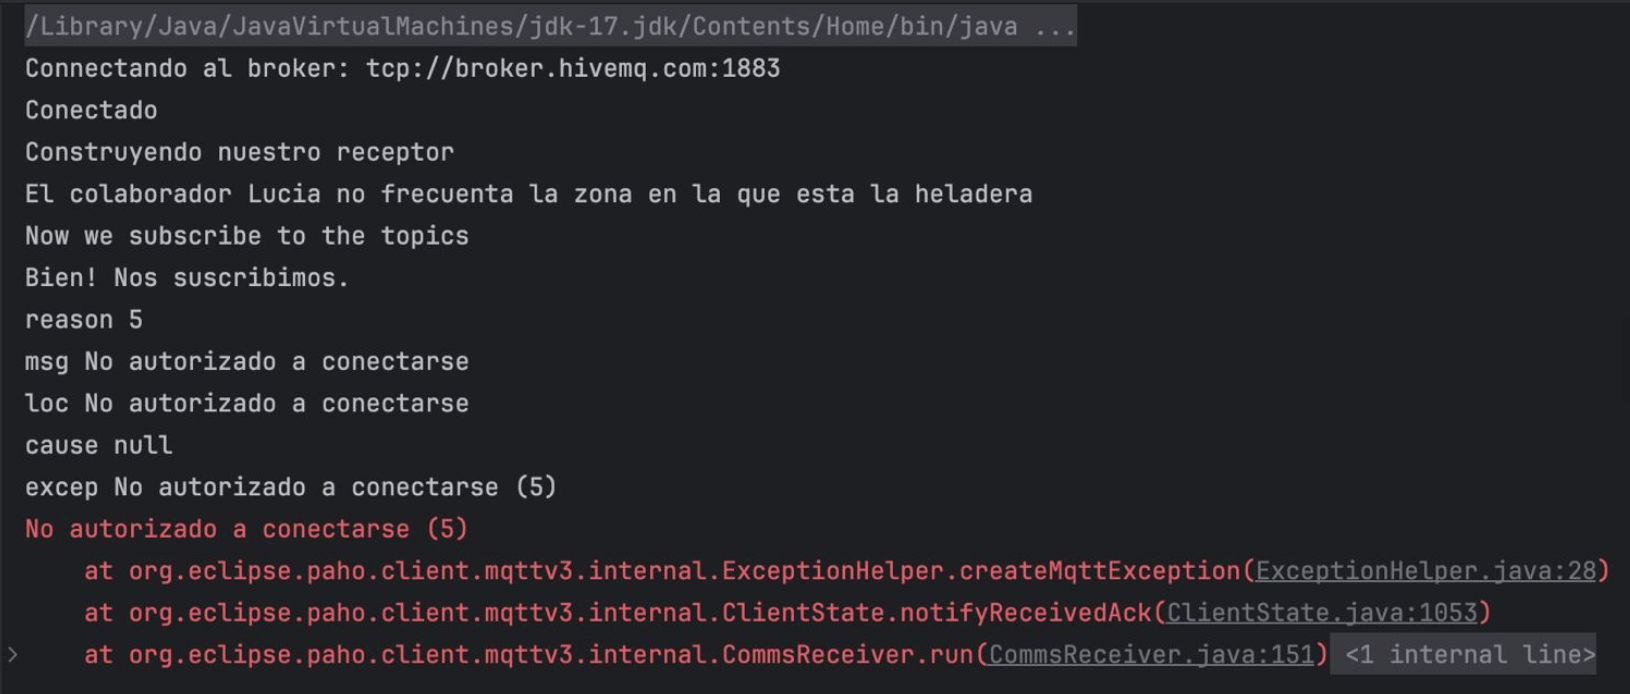 /Library/Java/JavaVirtualMachines/jdk-17.jdk/Contents/Home/bin/java ...
Connectando al broker: tcp://broker.hivemq.com:1883
Conectado
Construyendo nuestro receptor
El colaborador Lucia no frecuenta la zona en la que esta la heladera
Now we subscribe to the topics
Bien! Nos suscribimos.
reason 5
msg No autorizado a conectarse
loc No autorizado a conectarse
cause null
excep No autorizado a conectarse (5)
No autorizado a conectarse (5)
at org.eclipse.paho.client.mqttv3.internal.ExceptionHelper.createMqttException(ExceptionHelper.java:28)
at org.eclipse.paho.client.mqttv3.internal.ClientState.notifyReceivedAck(ClientState.java:1053)
at org.eclipse.paho.client.mqttv3.internal.CommsReceiver.run(CommsReceiver.java:151) <1 internal line>